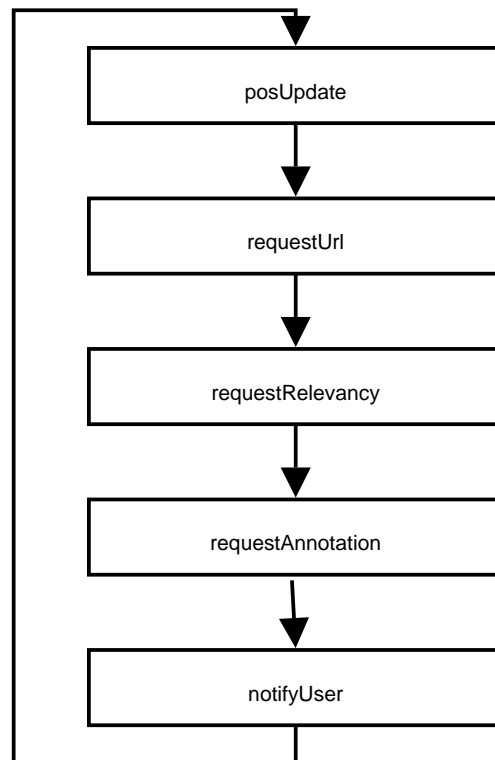 posUpdate
requestUrl
requestRelevancy
requestAnnotation
notifyUser